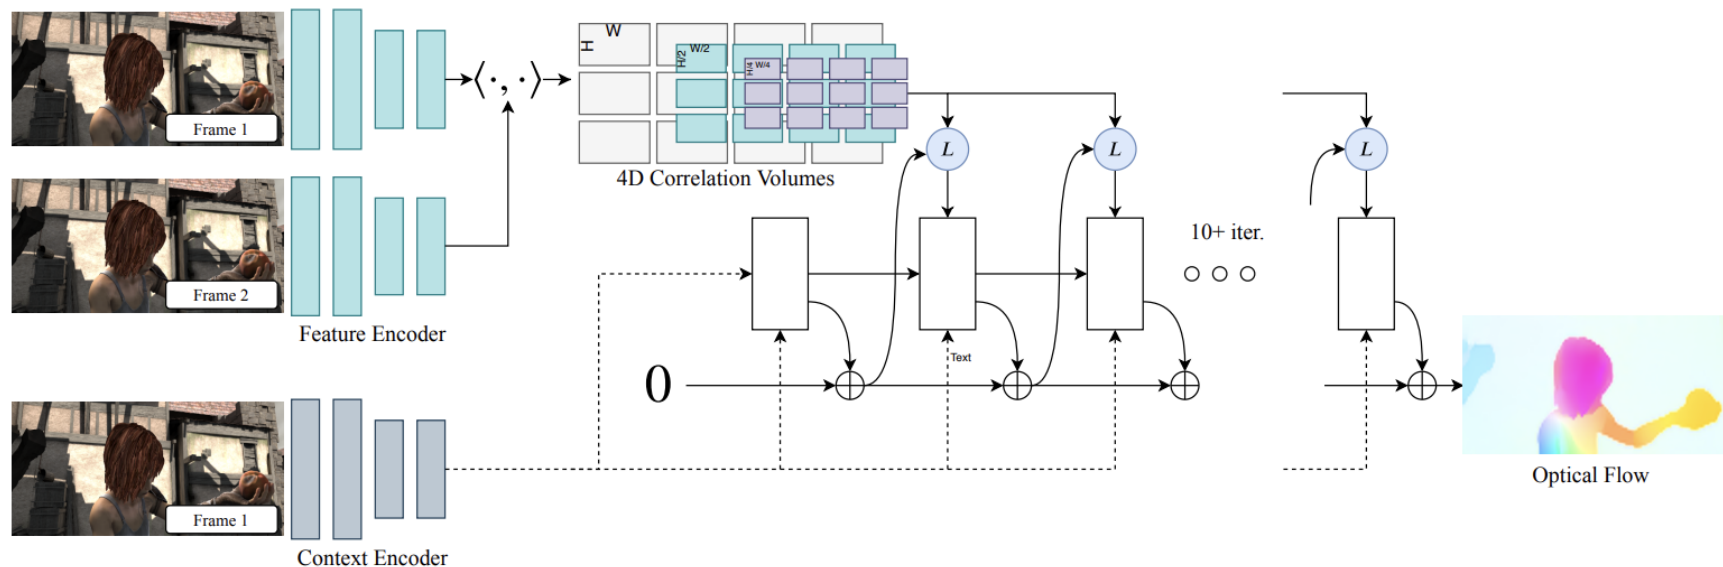 Frame 1
Frame 2
Feature Encoder
Frame 1
Context Encoder
⟨·, ·⟩
H
W
H/2
W/2
H/4
W/4
4D Correlation Volumes
L
L
L
10+ iter.
Text
0
Optical Flow